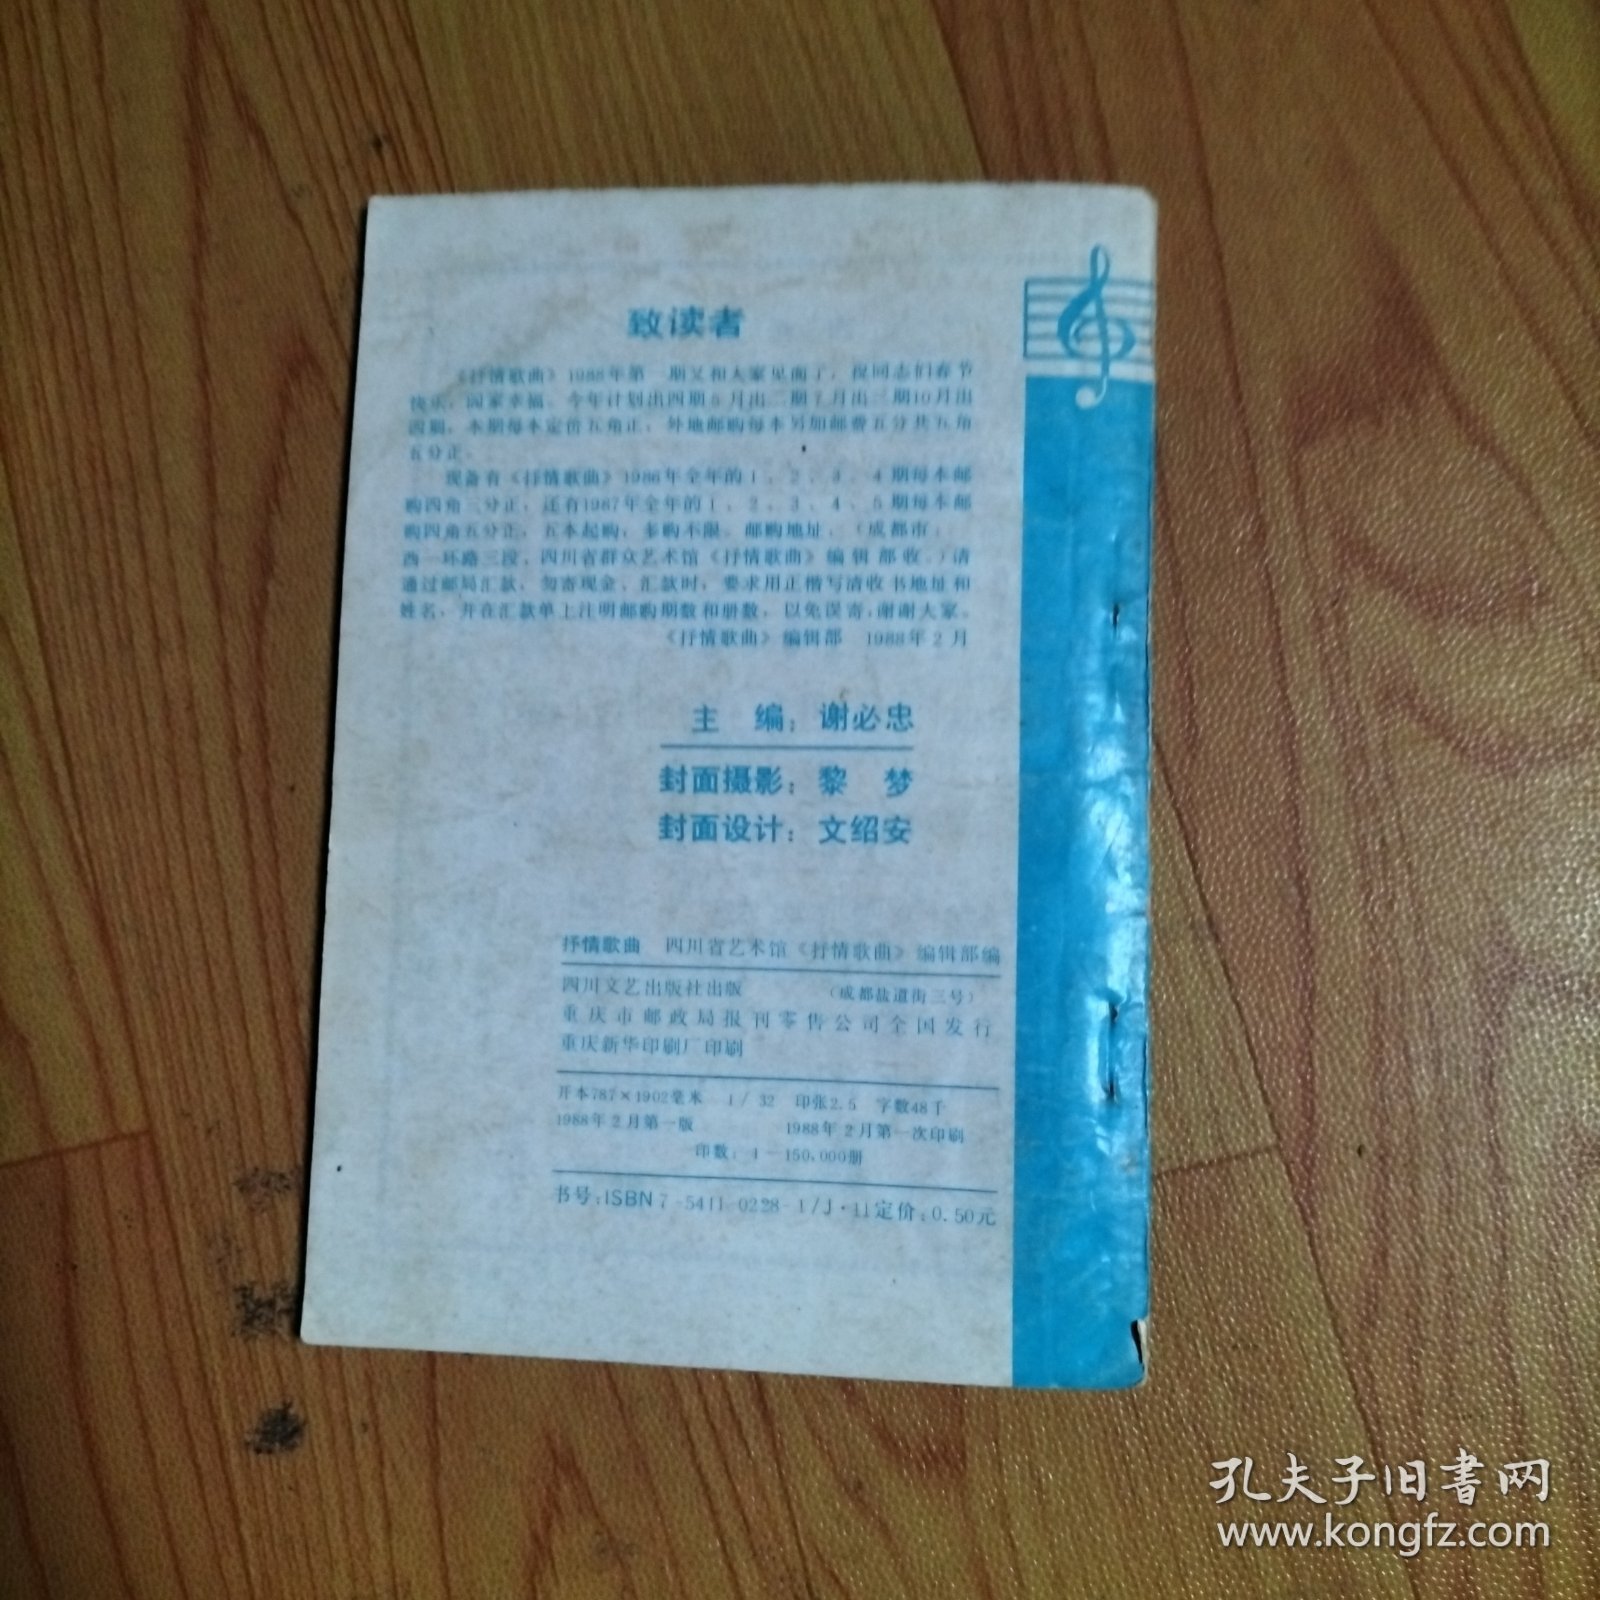 致读者
《抒情歌曲》1988年第一期又和大家见面了，祝同志们春节
快乐，阖家幸福。今年计划出四期5月出二期7月出三期10月出
四期，本期每本定价五角正，外地邮购每本另加邮费五分共五角
五分正。
现备有《抒情歌曲》1986年全年的1、2、3、4期每本邮
购四角三分正，还有1987年全年的1、2、3、4、5期每本邮
购四角五分正，五本起购，多购不限。邮购地址，（成都市；
西一环路三段，四川省群众艺术馆《抒情歌曲》编辑部收。）请
通过邮局汇款，勿寄现金，汇款时，要求用正楷写清收书地址和
姓名，并在汇款单上注明邮购期数和册数，以免误寄，谢谢大家。
《抒情歌曲》编辑部 1988年2月
主 编：谢必忠
封面摄影：黎 梦
封面设计：文绍安
抒情歌曲 四川省艺术馆《抒情歌曲》编辑部编
四川文艺出版社出版 （成都盐道街三号）
重庆市邮政局报刊零售公司全国发行
重庆新华印刷厂印刷
开本787×1902毫米 1/32 印张2.5 字数48千
1988年2月第一版 1988年2月第一次印刷
印数：1－150,000册
书号：ISBN 7-5411-0228-1/J·11定价：0.50元
孔夫子旧书网
www.kongfz.com